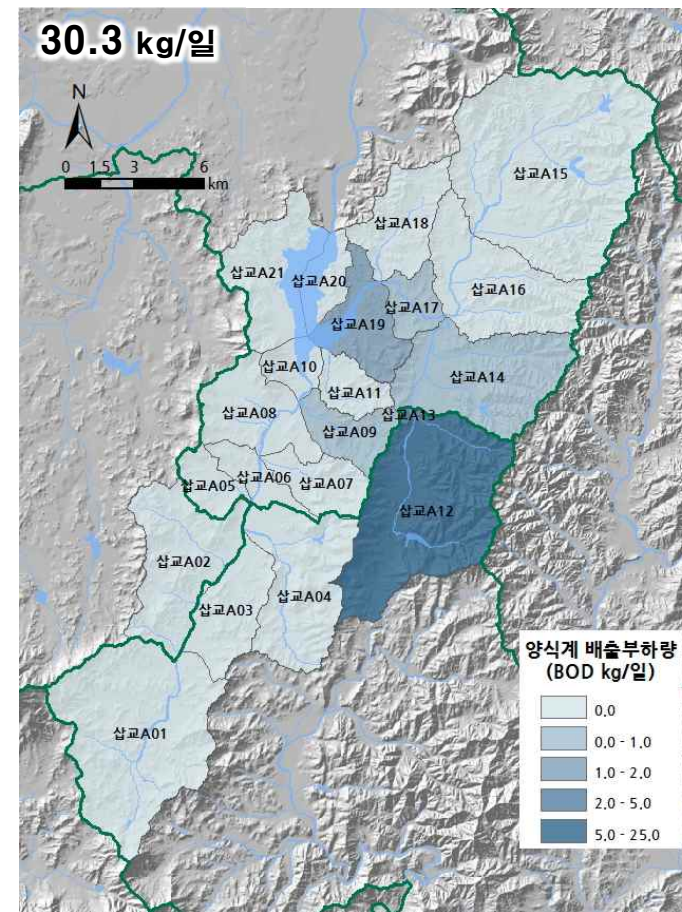 30.3 kg/일
N
0 1.5 3 6
km
삽교A15
삽교A18
삽교A21
삽교A20
삽교A16
삽교A17
삽교A19
삽교A10
삽교A14
삽교A11
삽교A08
삽교A13
삽교A09
삽교A06
삽교A05
삽교A07
삽교A12
삽교A02
삽교A04
삽교A03
삽교A01
양식계 배출부하량
(BOD kg/일)
0.0
0.0 - 1.0
1.0 - 2.0
2.0 - 5.0
5.0 - 25.0